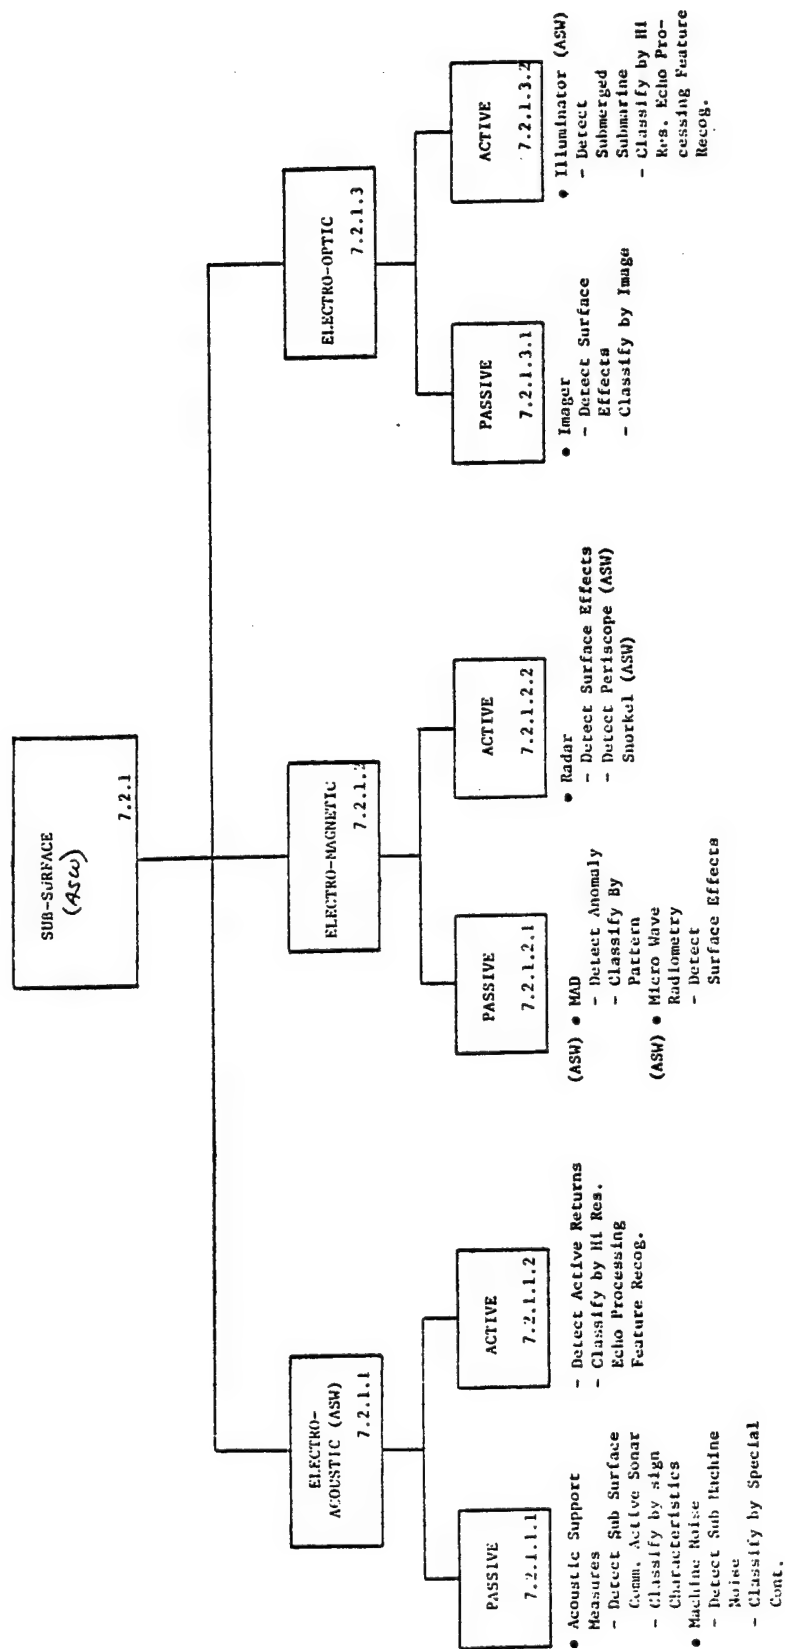 SUB-SURFACE
(ASW)
7.2.1
ELECTRO-
ACOUSTIC (ASW)
7.2.1.1
ELECTRO-MAGNETIC
7.2.1.2
ELECTRO-OPTIC
7.2.1.3
PASSIVE
7.2.1.1.1
• Acoustic Support
Measures
- Detect Sub Surface
Comm. Active Sonar
- Classify by sign
Characteristics
• Machine Noise
- Detect Sub Machine
Noise
- Classify by Special
Cont.
ACTIVE
7.2.1.1.2
- Detect Active Returns
- Classify by Hi Res.
Echo Processing
Feature Recog.
PASSIVE
7.2.1.2.1
(ASW) • MAD
- Detect Anomaly
- Classify By
Pattern
(ASW) • Micro Wave
Radiometry
- Detect
Surface Effects
ACTIVE
7.2.1.2.2
• Radar
- Detect Surface Effects
- Detect Periscope (ASW)
Snorkel (ASW)
PASSIVE
7.2.1.3.1
• Imager
- Detect Surface
Effects
- Classify by Image
ACTIVE
7.2.1.3.2
• Illuminator (ASW)
- Detect
Submerged
Submarine
- Classify by Hi
Res. Echo Pro-
cessing Feature
Recog.